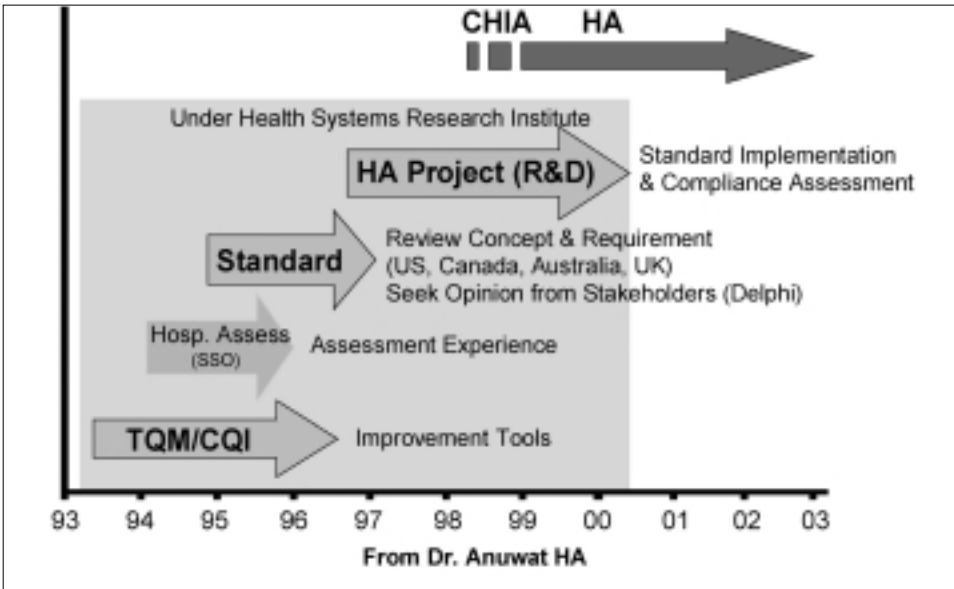 CHIA HA
Under Health Systems Research Institute
HA Project (R&D)
Standard Implementation
& Compliance Assessment
Standard
Review Concept & Requirement
(US, Canada, Australia, UK)
Seek Opinion from Stakeholders (Delphi)
Hosp. Assess
(SSO)
Assessment Experience
TQM/CQI
Improvement Tools
93 94 95 96 97 98 99 00 01 02 03
From Dr. Anuwat HA